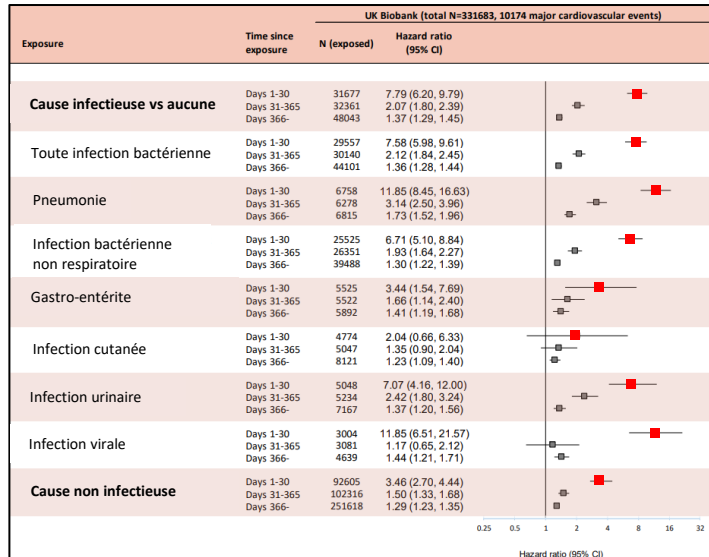 UK Biobank (total N=331683, 10174 major cardiovascular events)
Exposure Time since exposure N (exposed) Hazard ratio (95% CI)
Cause infectieuse vs aucune
Days 1-30 31677 7.79 (6.20, 9.79)
Days 31-365 32361 2.07 (1.80, 2.39)
Days 366- 48043 1.37 (1.29, 1.45)
Toute infection bactérienne
Days 1-30 29557 7.58 (5.98, 9.61)
Days 31-365 30140 2.12 (1.84, 2.45)
Days 366- 44101 1.36 (1.28, 1.44)
Pneumonie
Days 1-30 6758 11.85 (8.45, 16.63)
Days 31-365 6278 3.14 (2.50, 3.96)
Days 366- 6815 1.73 (1.52, 1.96)
Infection bactérienne non respiratoire
Days 1-30 25525 6.71 (5.10, 8.84)
Days 31-365 26351 1.93 (1.64, 2.27)
Days 366- 39488 1.30 (1.22, 1.39)
Gastro-entérite
Days 1-30 5525 3.44 (1.54, 7.69)
Days 31-365 5522 1.66 (1.14, 2.40)
Days 366- 5892 1.41 (1.19, 1.68)
Infection cutanée
Days 1-30 4774 2.04 (0.66, 6.33)
Days 31-365 5047 1.35 (0.90, 2.04)
Days 366- 8121 1.23 (1.09, 1.40)
Infection urinaire
Days 1-30 5048 7.07 (4.16, 12.00)
Days 31-365 5234 2.42 (1.80, 3.24)
Days 366- 7167 1.37 (1.20, 1.56)
Infection virale
Days 1-30 3004 11.85 (6.51, 21.57)
Days 31-365 3081 1.17 (0.65, 2.12)
Days 366- 4639 1.44 (1.21, 1.71)
Cause non infectieuse
Days 1-30 92605 3.46 (2.70, 4.44)
Days 31-365 102316 1.50 (1.33, 1.68)
Days 366- 251618 1.29 (1.23, 1.35)
0.25 0.5 1 2 4 8 16 32
Hazard ratio (95% CI)